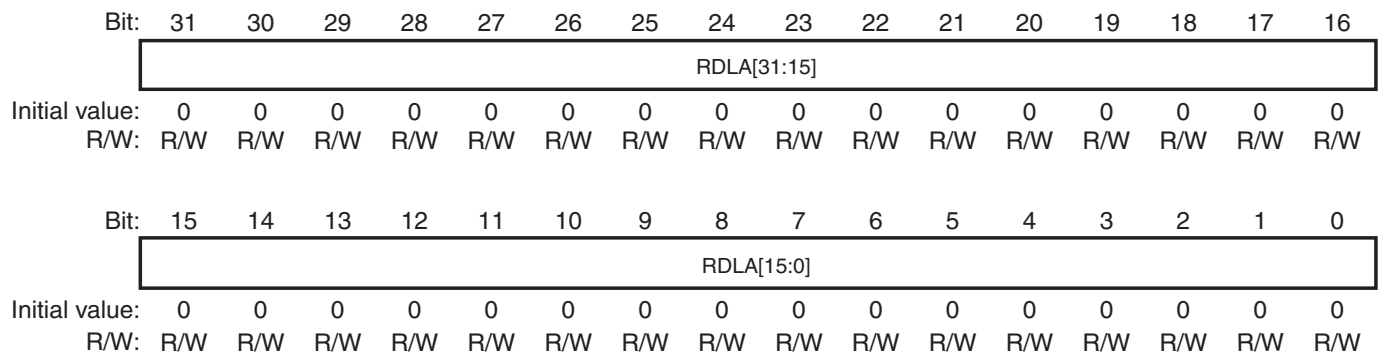 Bit: 31 30 29 28 27 26 25 24 23 22 21 20 19 18 17 16
RDLA[31:15]
Initial value: 0 0 0 0 0 0 0 0 0 0 0 0 0 0 0 0
R/W: R/W R/W R/W R/W R/W R/W R/W R/W R/W R/W R/W R/W R/W R/W R/W R/W
Bit: 15 14 13 12 11 10 9 8 7 6 5 4 3 2 1 0
RDLA[15:0]
Initial value: 0 0 0 0 0 0 0 0 0 0 0 0 0 0 0 0
R/W: R/W R/W R/W R/W R/W R/W R/W R/W R/W R/W R/W R/W R/W R/W R/W R/W